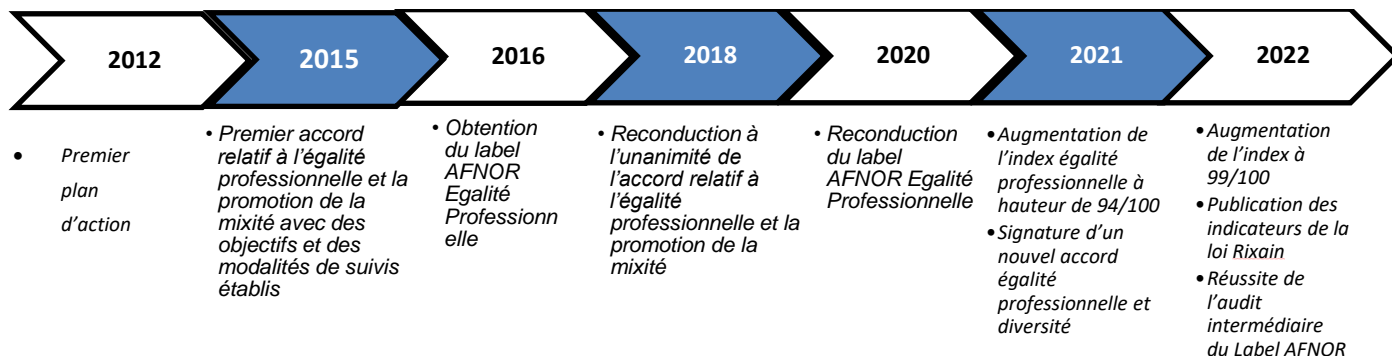 2012
2015
2016
2018
2020
2021
2022
• Premier
plan
d'action
• Premier accord
relatif à l'égalité
professionnelle et la
promotion de la
mixité avec des
objectifs et des
modalités de suivis
établis
• Obtention
du label
AFNOR
Egalité
Professionn
elle
• Reconduction à
l'unanimité de
l'accord relatif à
l'égalité
professionnelle et la
promotion de la
mixité
• Reconduction
du label
AFNOR Egalité
Professionnelle
•Augmentation de
l'index égalité
professionnelle à
hauteur de 94/100
•Signature d'un
nouvel accord
égalité
professionnelle et
diversité
•Augmentation
de l'index à
99/100
•Publication des
indicateurs de la
loi Rixain
•Réussite de
l'audit
intermédiaire
du Label AFNOR